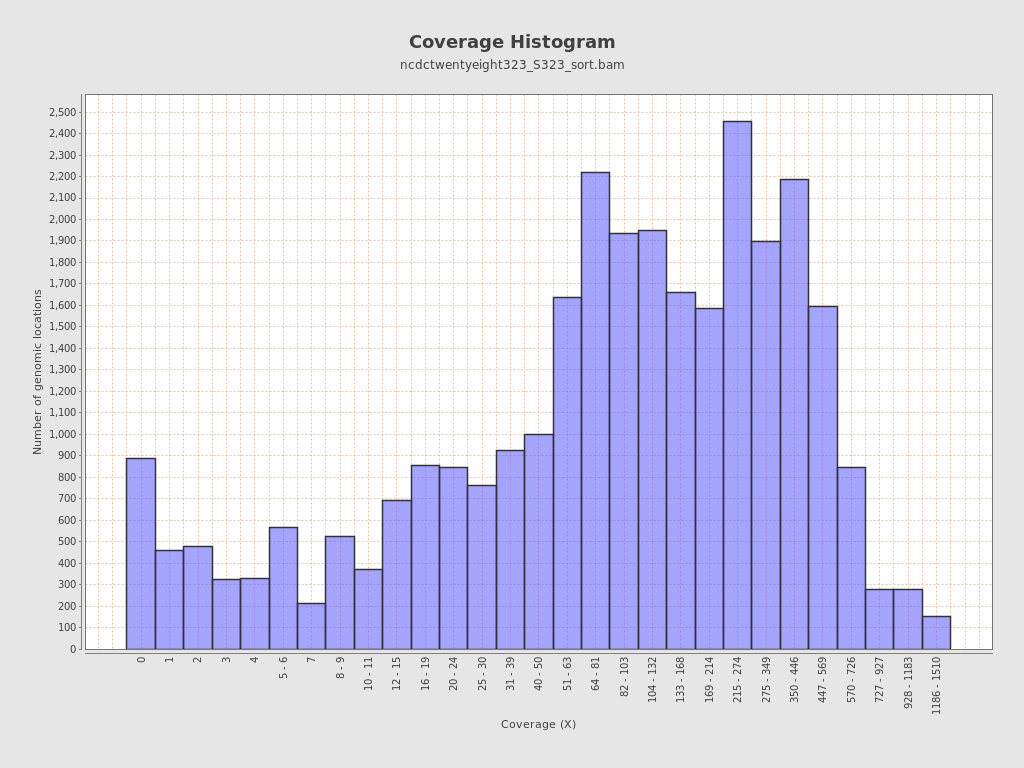 Coverage Histogram
ncdctwentyeight323_S323_sort.bam
Number of genomic locations
2,500
2,400
2,300
2,200
2,100
2,000
1,900
1,800
1,700
1,600
1,500
1,400
1,300
1,200
1,100
1,000
900
800
700
600
500
400
300
200
100
0
0
1
2
3
4
5 - 6
7
8 - 9
10 - 11
12 - 15
16 - 19
20 - 24
25 - 30
31 - 39
40 - 50
51 - 63
64 - 81
82 - 103
104 - 132
133 - 168
169 - 214
215 - 274
275 - 349
350 - 446
447 - 569
570 - 726
727 - 927
928 - 1183
1186 - 1510
Coverage (X)